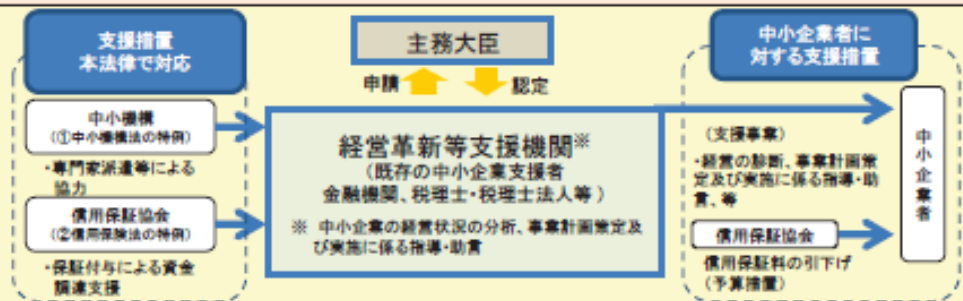 支援措置
本法律で対応
中小機構
（①中小機構法の特例）
・専門家派遣等による
協力
信用保証協会
（②信用保険法の特例）
・保証付与による資金
調達支援
主務大臣
申請
認定
経営革新等支援機関※
（既存の中小企業支援者
金融機関、税理士・税理士法人等）
※ 中小企業の経営状況の分析、事業計画策定及
び実施に係る指導・助言
中小企業者に
対する支援措置
（支援事業）
・経営の診断、事業計画策
定及び実施に係る指導・助
言、等
信用保証協会
信用保証料の引下げ
（予算措置）
中小企業者